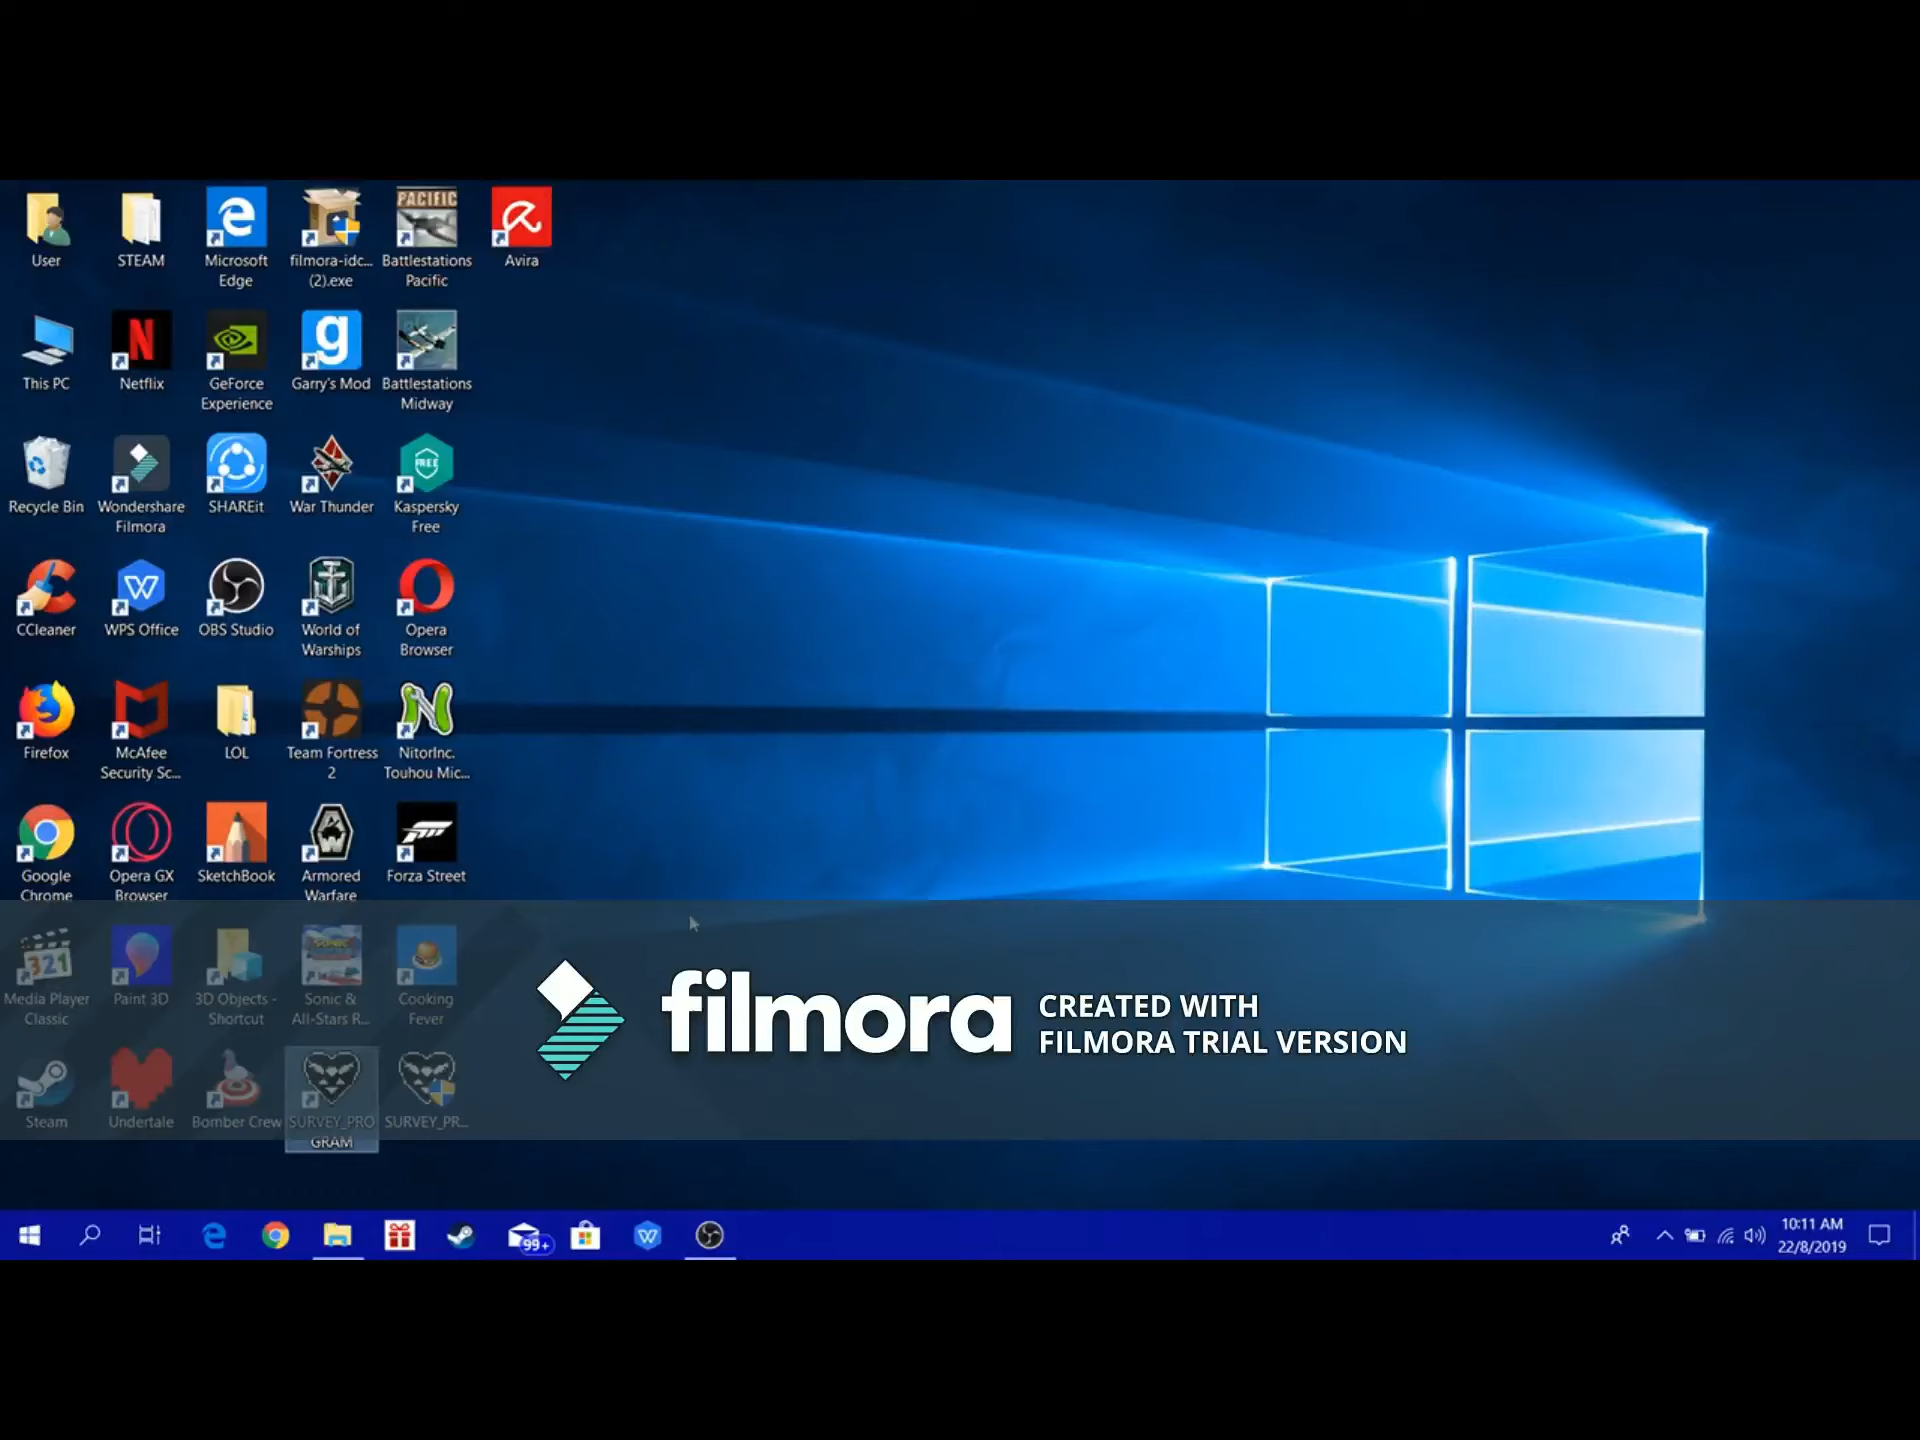 User
STEAM
Microsoft
Edge
filmora-idc...
(2).exe
PACIFIC
Battlestations
Pacific
Avira
This PC
N
Netflix
GeForce
Experience
g
Garry's Mod
Battlestations
Midway
Recycle Bin
Wondershare
Filmora
SHAREit
War Thunder
FREE
Kaspersky
Free
CCleaner
W
WPS Office
OBS Studio
World of
Warships
Opera
Browser
Firefox
McAfee
Security Sc...
LOL
Team Fortress
2
N
NitorInc.
Touhou Mic...
Google
Chrome
Opera GX
Browser
SketchBook
Armored
Warfare
Forza Street
321
Media Player
Classic
Paint 3D
3D Objects -
Shortcut
SONIC
Sonic &
All-Stars R...
Cooking
Fever
filmora
CREATED WITH
FILMORA TRIAL VERSION
Steam
Undertale
Bomber Crew
SURVEY_PRO
GRAM
SURVEY_PR...
99+
W
10:11 AM
22/8/2019